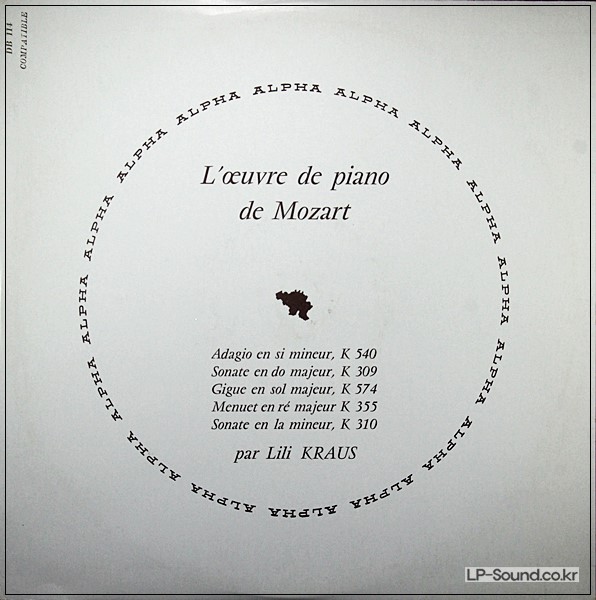 DB 114
COMPATIBLE
ALPHA ALPHA ALPHA ALPHA ALPHA ALPHA ALPHA ALPHA ALPHA ALPHA ALPHA ALPHA ALPHA ALPHA ALPHA ALPHA
L'œuvre de piano
de Mozart
Adagio en si mineur, K 540
Sonate en do majeur, K 309
Gigue en sol majeur, K 574
Menuet en ré majeur K 355
Sonate en la mineur, K 310
par Lili KRAUS
LP-Sound.co.kr